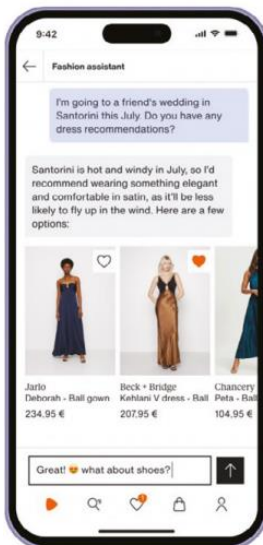 9:42
Fashion assistant
I'm going to a friend's wedding in
Santorini this July. Do you have any
dress recommendations?
Santorini is hot and windy in July, so I'd
recommend wearing something elegant
and comfortable in satin, as it'll be less
likely to fly up in the wind. Here are a few
options:
Jarlo
Deborah - Ball gown
234.95 €
Beck + Bridge
Kehlani V dress - Ball
207.95 €
Chancery
Peta - Ball
104.95 €
Great! 😍 what about shoes?
1